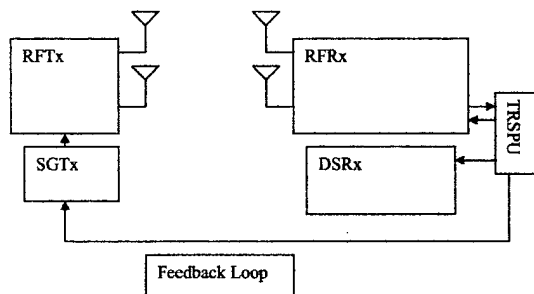 RFTx
RFRx
TRSPU
SGTx
DSRx
Feedback Loop